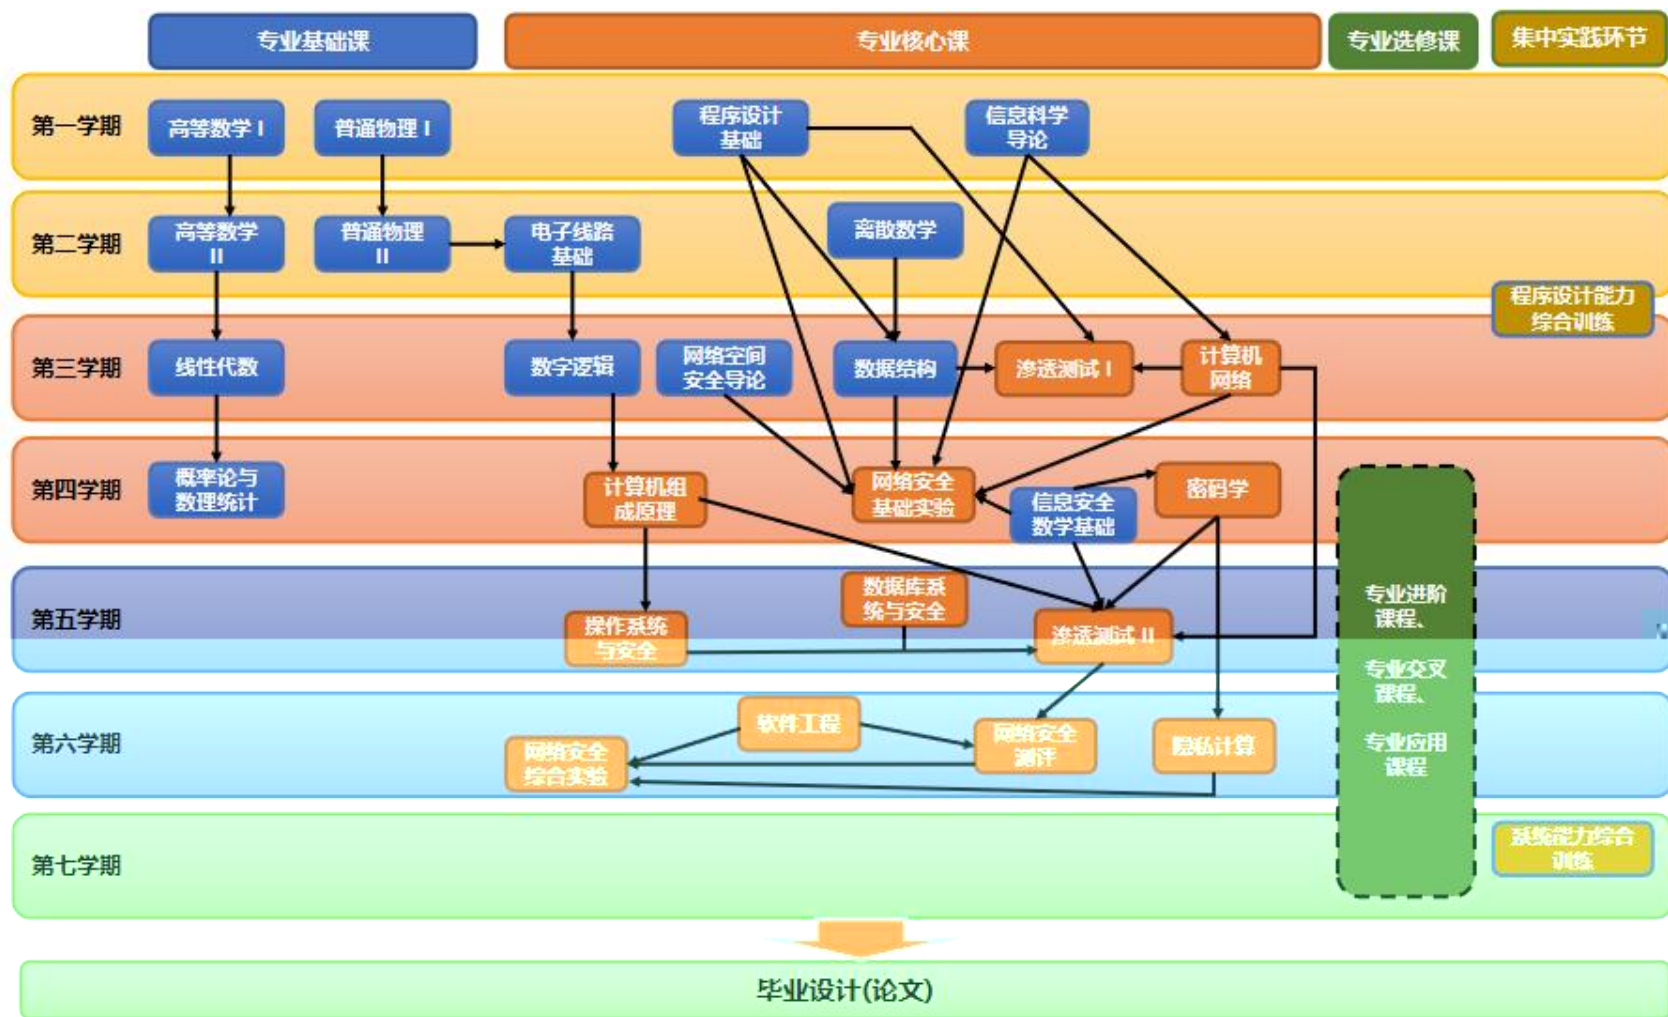 专业基础课
专业核心课
专业选修课
集中实践环节
第一学期
高等数学 I
普通物理 I
程序设计
基础
信息科学
导论
第二学期
高等数学
II
普通物理
II
电子线路
基础
离散数学
程序设计能力
综合训练
第三学期
线性代数
数字逻辑
网络空间
安全导论
数据结构
渗透测试 I
计算机
网络
第四学期
概率论与
数理统计
计算机组
成原理
网络安全
基础实验
信息安全
数学基础
密码学
第五学期
操作系统
与安全
数据库系
统与安全
渗透测试 II
专业进阶
课程、
专业交叉
课程、
专业应用
课程
第六学期
网络安全
综合实验
软件工程
网络安全
测评
隐私计算
第七学期
系统能力综合
训练
毕业设计(论文)